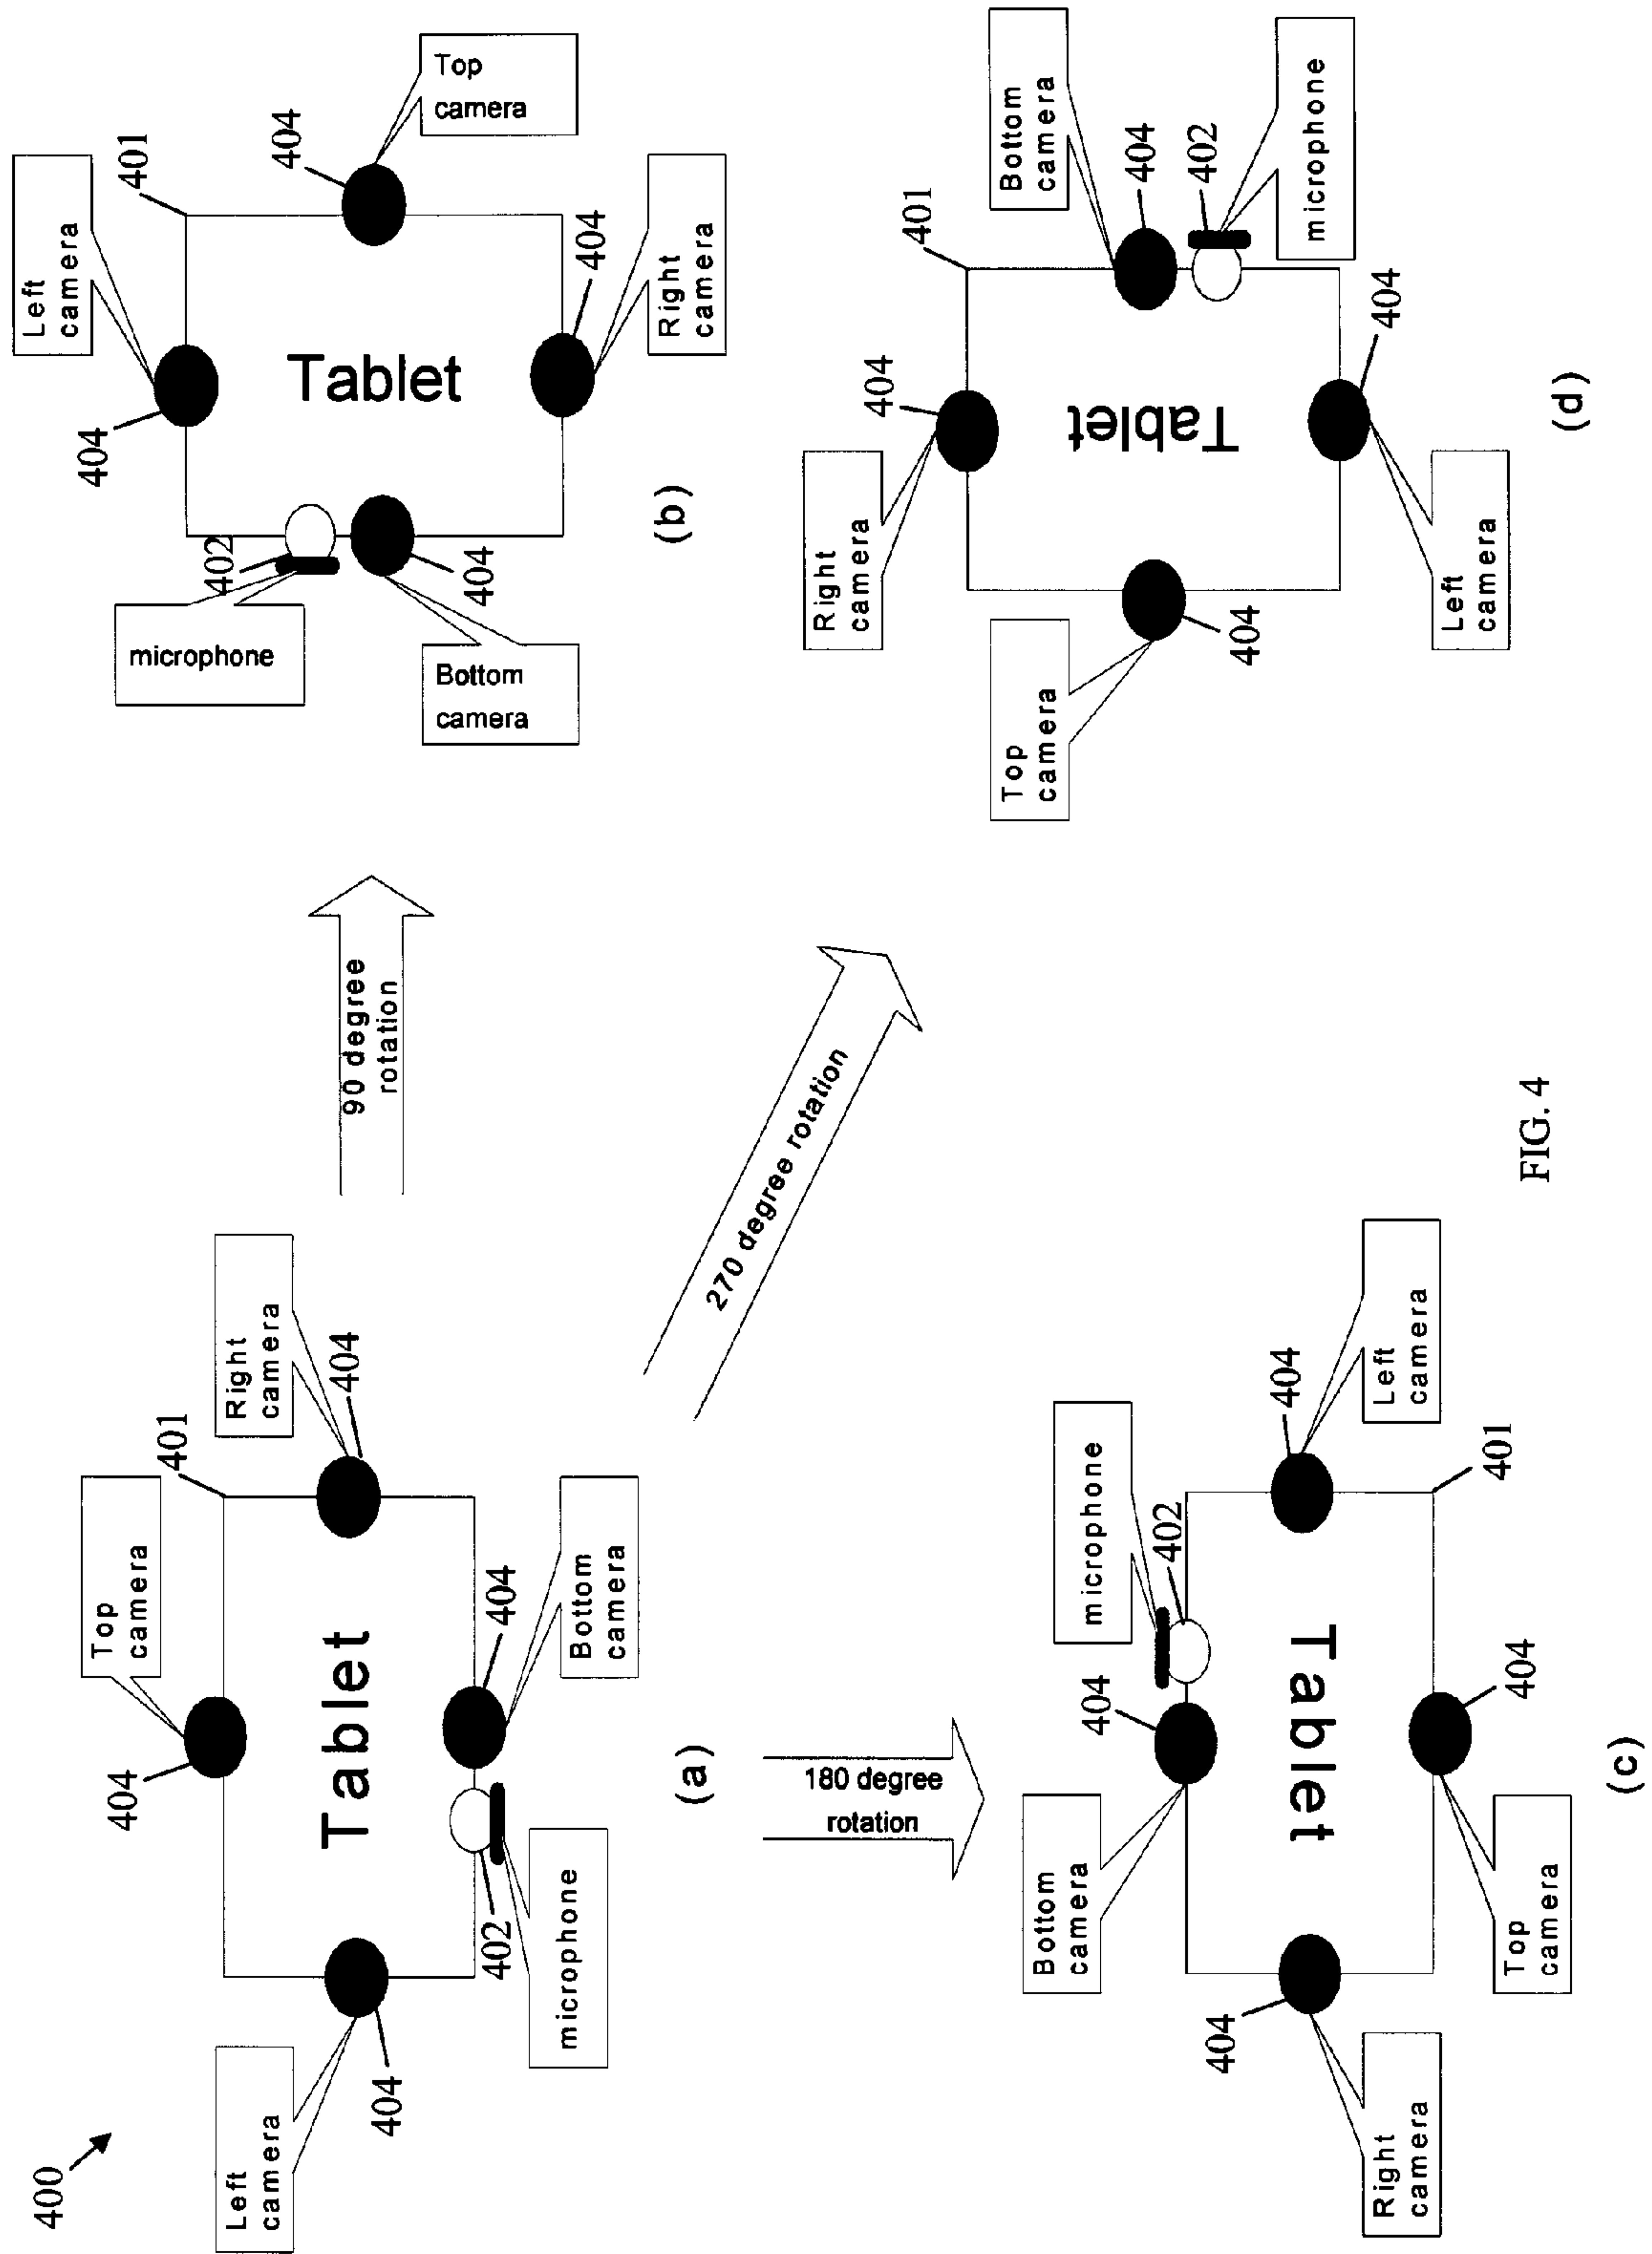 400
Left
camera
404
Top
camera
404
401
Right
camera
404
Tablet
404
Bottom
camera
402
microphone
(a)
90 degree
rotation
Left
camera
401
404
404
Top
camera
Tablet
402
microphone
404
Bottom
camera
404
Right
camera
(b)
180 degree
rotation
270 degree rotation
Bottom
camera
404
microphone
402
404
Left
camera
Tablet
404
Right
camera
404
Top
camera
401
(c)
Right
camera
404
401
Bottom
camera
404
402
microphone
Tablet
Top
camera
404
404
Left
camera
(d)
FIG. 4